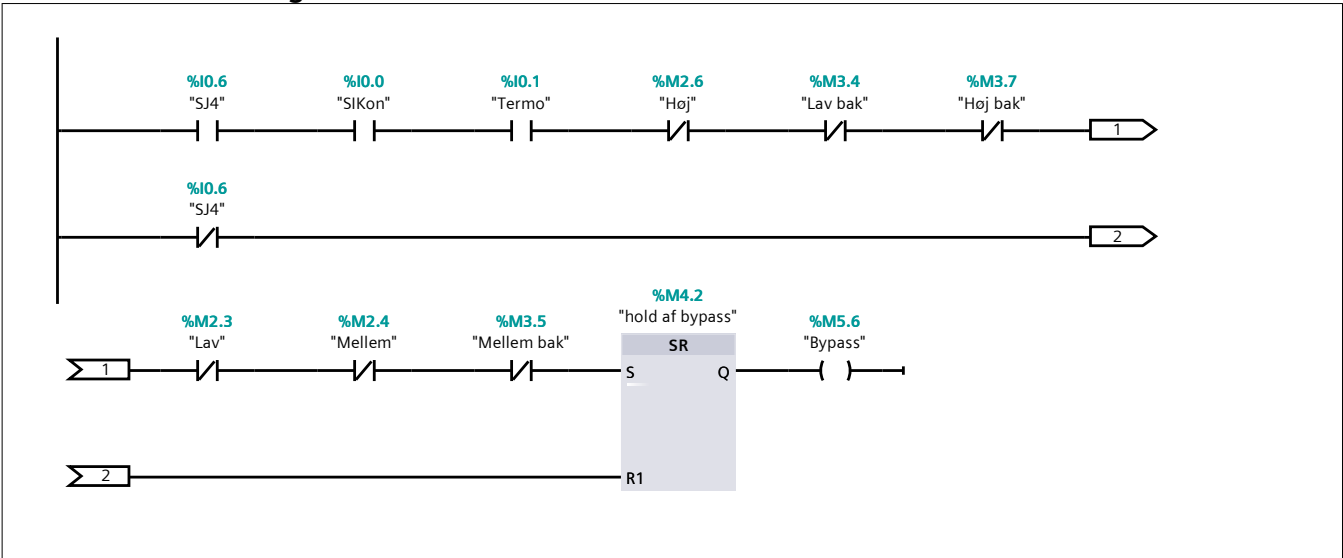 %I0.6 %I0.0 %I0.1 %M2.6 %M3.4 %M3.7
"SJ4" "SIKon" "Termo" "Høj" "Lav bak" "Høj bak"
1
%I0.6
"SJ4"
2
%M4.2
"hold af bypass"
%M2.3 %M2.4 %M3.5 %M5.6
"Lav" "Mellem" "Mellem bak" "Bypass"
SR
1 S Q
2 R1